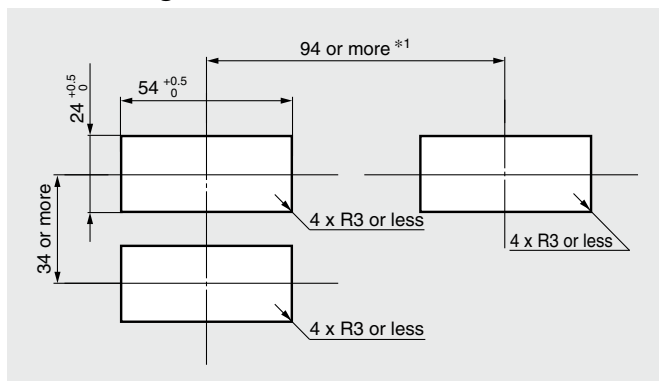 94 or more *1
54 +0.5 0
24 +0.5 0
34 or more
4 x R3 or less
4 x R3 or less
4 x R3 or less